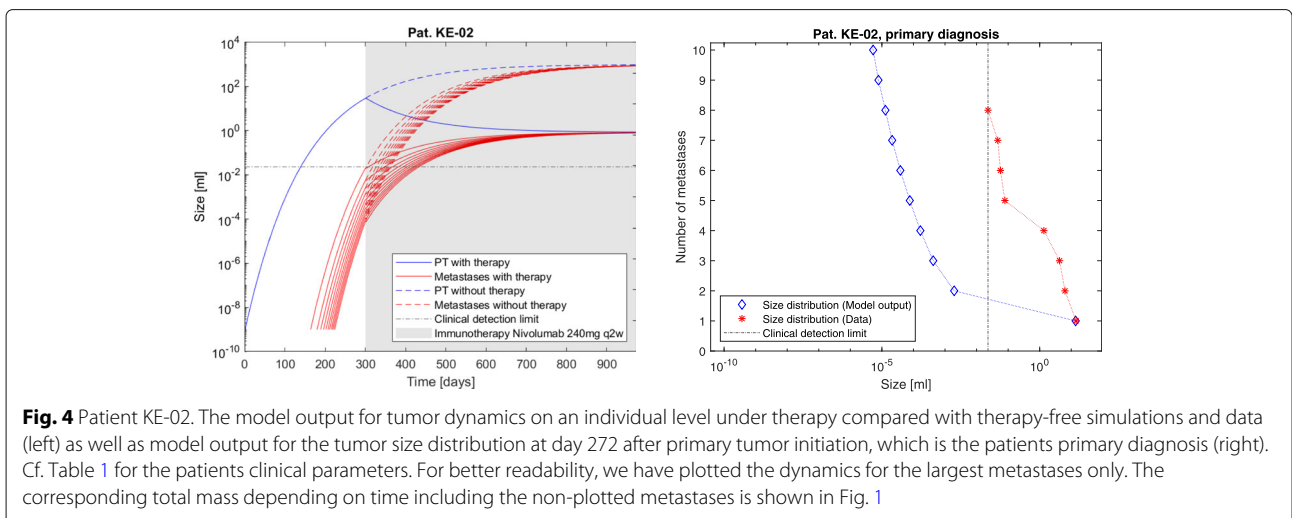 Pat. KE-02
10^4
10^2
10^0
10^-2
10^-4
10^-6
10^-8
10^-10
Size [ml]
0 100 200 300 400 500 600 700 800 900
Time [days]
PT with therapy
Metastases with therapy
PT without therapy
Metastases without therapy
Clinical detection limit
Immunotherapy Nivolumab 240mg q2w
Pat. KE-02, primary diagnosis
10
9
8
7
6
5
4
3
2
1
0
Number of metastases
10^-10 10^-5 10^0
Size [ml]
Size distribution (Model output)
Size distribution (Data)
Clinical detection limit
Fig. 4 Patient KE-02. The model output for tumor dynamics on an individual level under therapy compared with therapy-free simulations and data
(left) as well as model output for the tumor size distribution at day 272 after primary tumor initiation, which is the patients primary diagnosis (right).
Cf. Table 1 for the patients clinical parameters. For better readability, we have plotted the dynamics for the largest metastases only. The
corresponding total mass depending on time including the non-plotted metastases is shown in Fig. 1